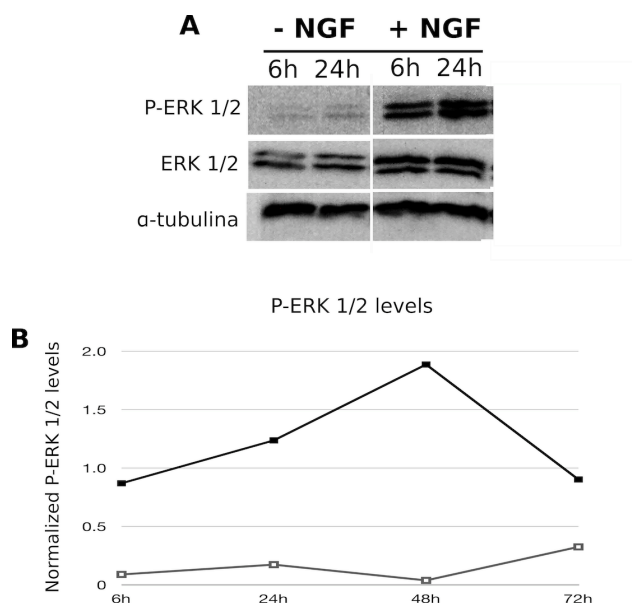 A
- NGF + NGF
6h 24h 6h 24h
P-ERK 1/2
ERK 1/2
α-tubulina
P-ERK 1/2 levels
B
Normalized P-ERK 1/2 levels
2.0
1.5
1.0
0.5
0
6h 24h 48h 72h